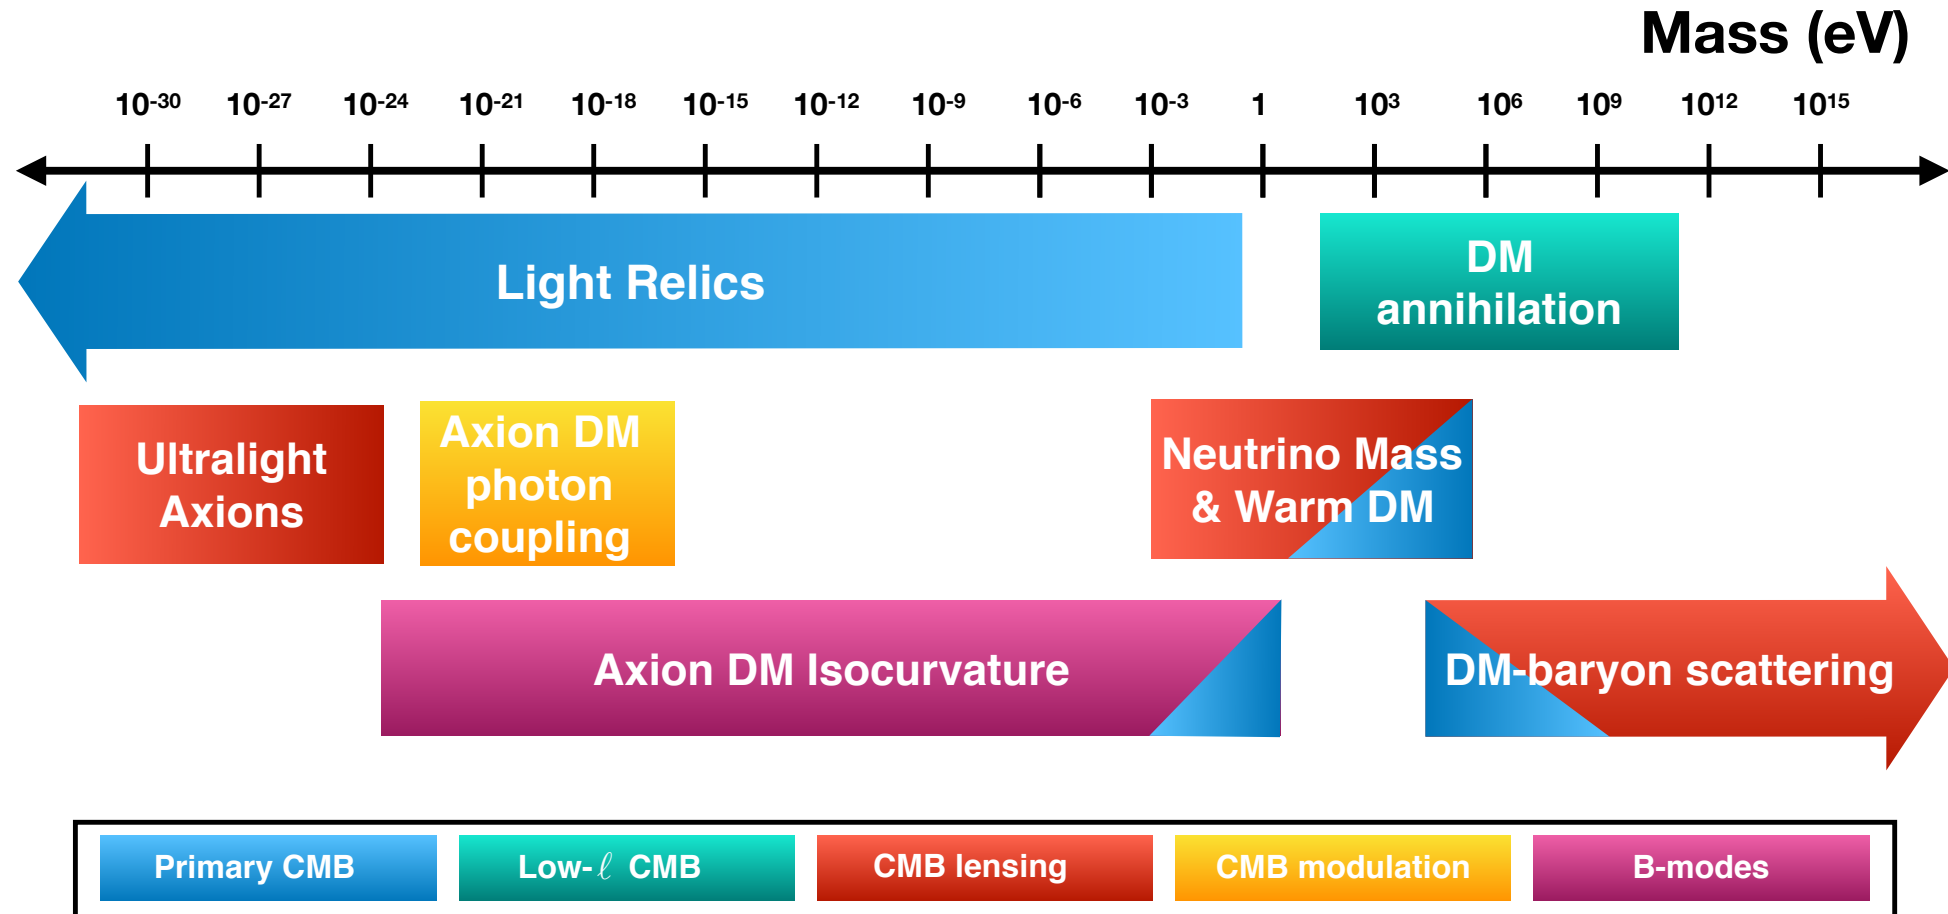 Mass (eV)
10⁻³⁰ 10⁻²⁷ 10⁻²⁴ 10⁻²¹ 10⁻¹⁸ 10⁻¹⁵ 10⁻¹² 10⁻⁹ 10⁻⁶ 10⁻³ 1 10³ 10⁶ 10⁹ 10¹² 10¹⁵
Light Relics
DM
annihilation
Ultralight
Axions
Axion DM
photon
coupling
Neutrino Mass
& Warm DM
Axion DM Isocurvature
DM-baryon scattering
Primary CMB
Low-ℓ CMB
CMB lensing
CMB modulation
B-modes